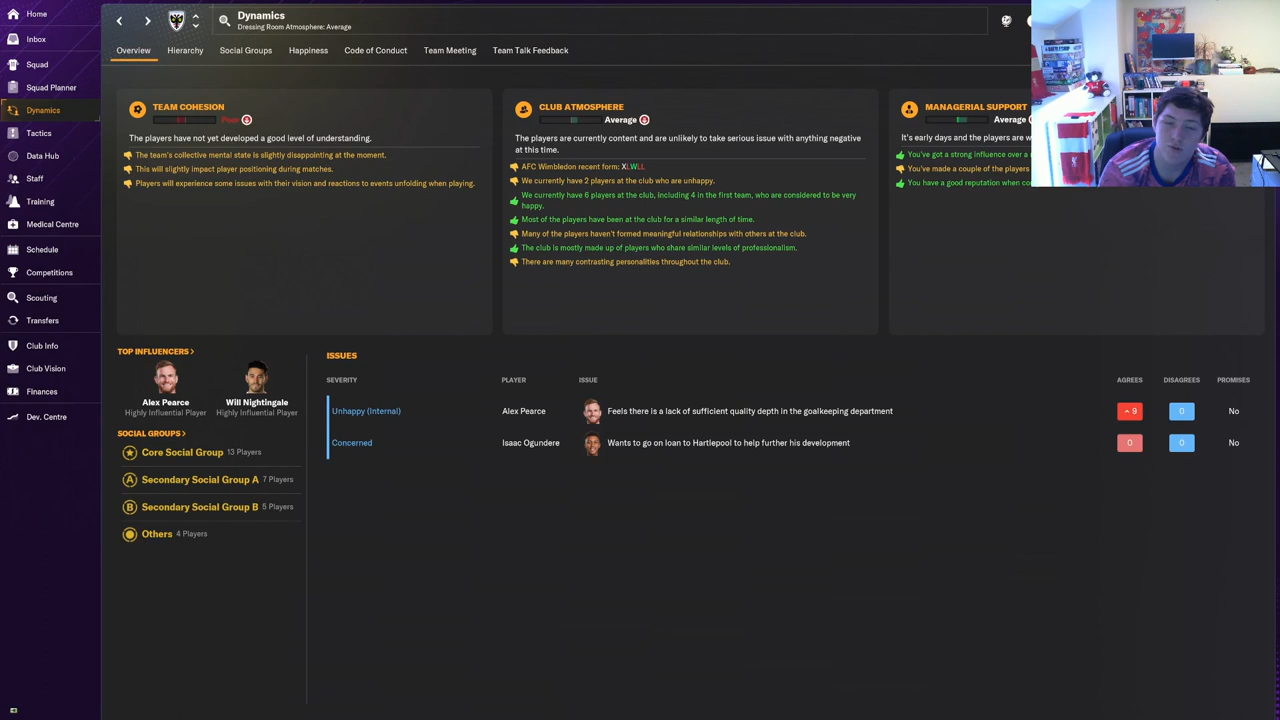 Home
Inbox
Squad
Squad Planner
Dynamics
Tactics
Data Hub
Staff
Training
Medical Centre
Schedule
Competitions
Scouting
Transfers
Club Info
Club Vision
Finances
Dev. Centre
Dynamics
Dressing Room Atmosphere: Average
Overview
Hierarchy
Social Groups
Happiness
Code of Conduct
Team Meeting
Team Talk Feedback
TEAM COHESION
Poor
The players have not yet developed a good level of understanding.
The team's collective mental state is slightly disappointing at the moment.
This will slightly impact player positioning during matches.
Players will experience some issues with their vision and reactions to events unfolding when playing.
CLUB ATMOSPHERE
Average
The players are currently content and are unlikely to take serious issue with anything negative
at this time.
AFC Wimbledon recent form: XLWLL
We currently have 2 players at the club who are unhappy.
We currently have 6 players at the club, including 4 in the first team, who are considered to be very
happy.
Most of the players have been at the club for a similar length of time.
Many of the players haven't formed meaningful relationships with others at the club.
The club is mostly made up of players who share similar levels of professionalism.
There are many contrasting personalities throughout the club.
MANAGERIAL SUPPORT
Average
It's early days and the players are w
You've got a strong influence over a
You've made a couple of the players
You have a good reputation when co
TOP INFLUENCERS >
Alex Pearce
Highly Influential Player
Will Nightingale
Highly Influential Player
SOCIAL GROUPS >
Core Social Group 13 Players
A Secondary Social Group A 7 Players
B Secondary Social Group B 5 Players
Others 4 Players
ISSUES
SEVERITY PLAYER ISSUE AGREES DISAGREES PROMISES
Unhappy (Internal) Alex Pearce Feels there is a lack of sufficient quality depth in the goalkeeping department 9 0 No
Concerned Isaac Ogundere Wants to go on loan to Hartlepool to help further his development 0 0 No